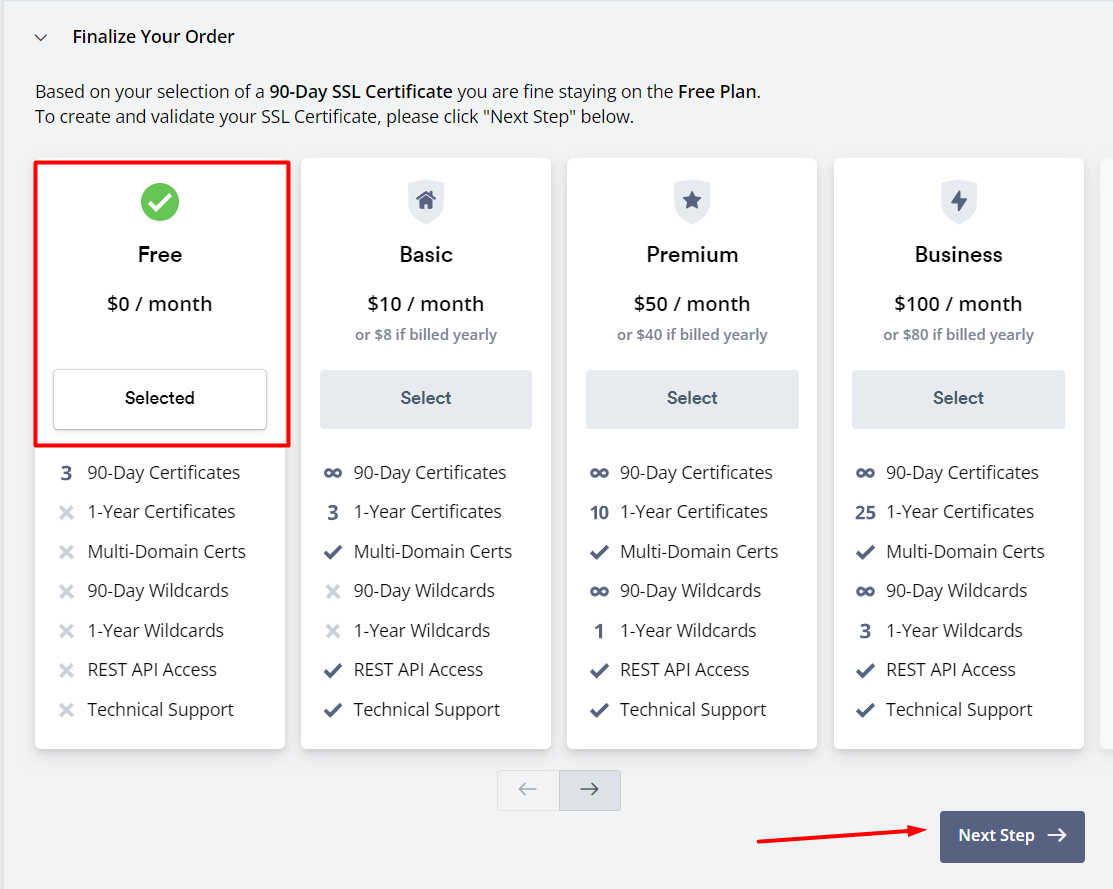 Finalize Your Order
Based on your selection of a 90-Day SSL Certificate you are fine staying on the Free Plan.
To create and validate your SSL Certificate, please click "Next Step" below.
Free
$0 / month
Selected
3 90-Day Certificates
1-Year Certificates
Multi-Domain Certs
90-Day Wildcards
1-Year Wildcards
REST API Access
Technical Support
Basic
$10 / month
or $8 if billed yearly
Select
∞ 90-Day Certificates
3 1-Year Certificates
Multi-Domain Certs
90-Day Wildcards
1-Year Wildcards
REST API Access
Technical Support
Premium
$50 / month
or $40 if billed yearly
Select
∞ 90-Day Certificates
10 1-Year Certificates
Multi-Domain Certs
∞ 90-Day Wildcards
1 1-Year Wildcards
REST API Access
Technical Support
Business
$100 / month
or $80 if billed yearly
Select
∞ 90-Day Certificates
25 1-Year Certificates
Multi-Domain Certs
∞ 90-Day Wildcards
3 1-Year Wildcards
REST API Access
Technical Support
Next Step